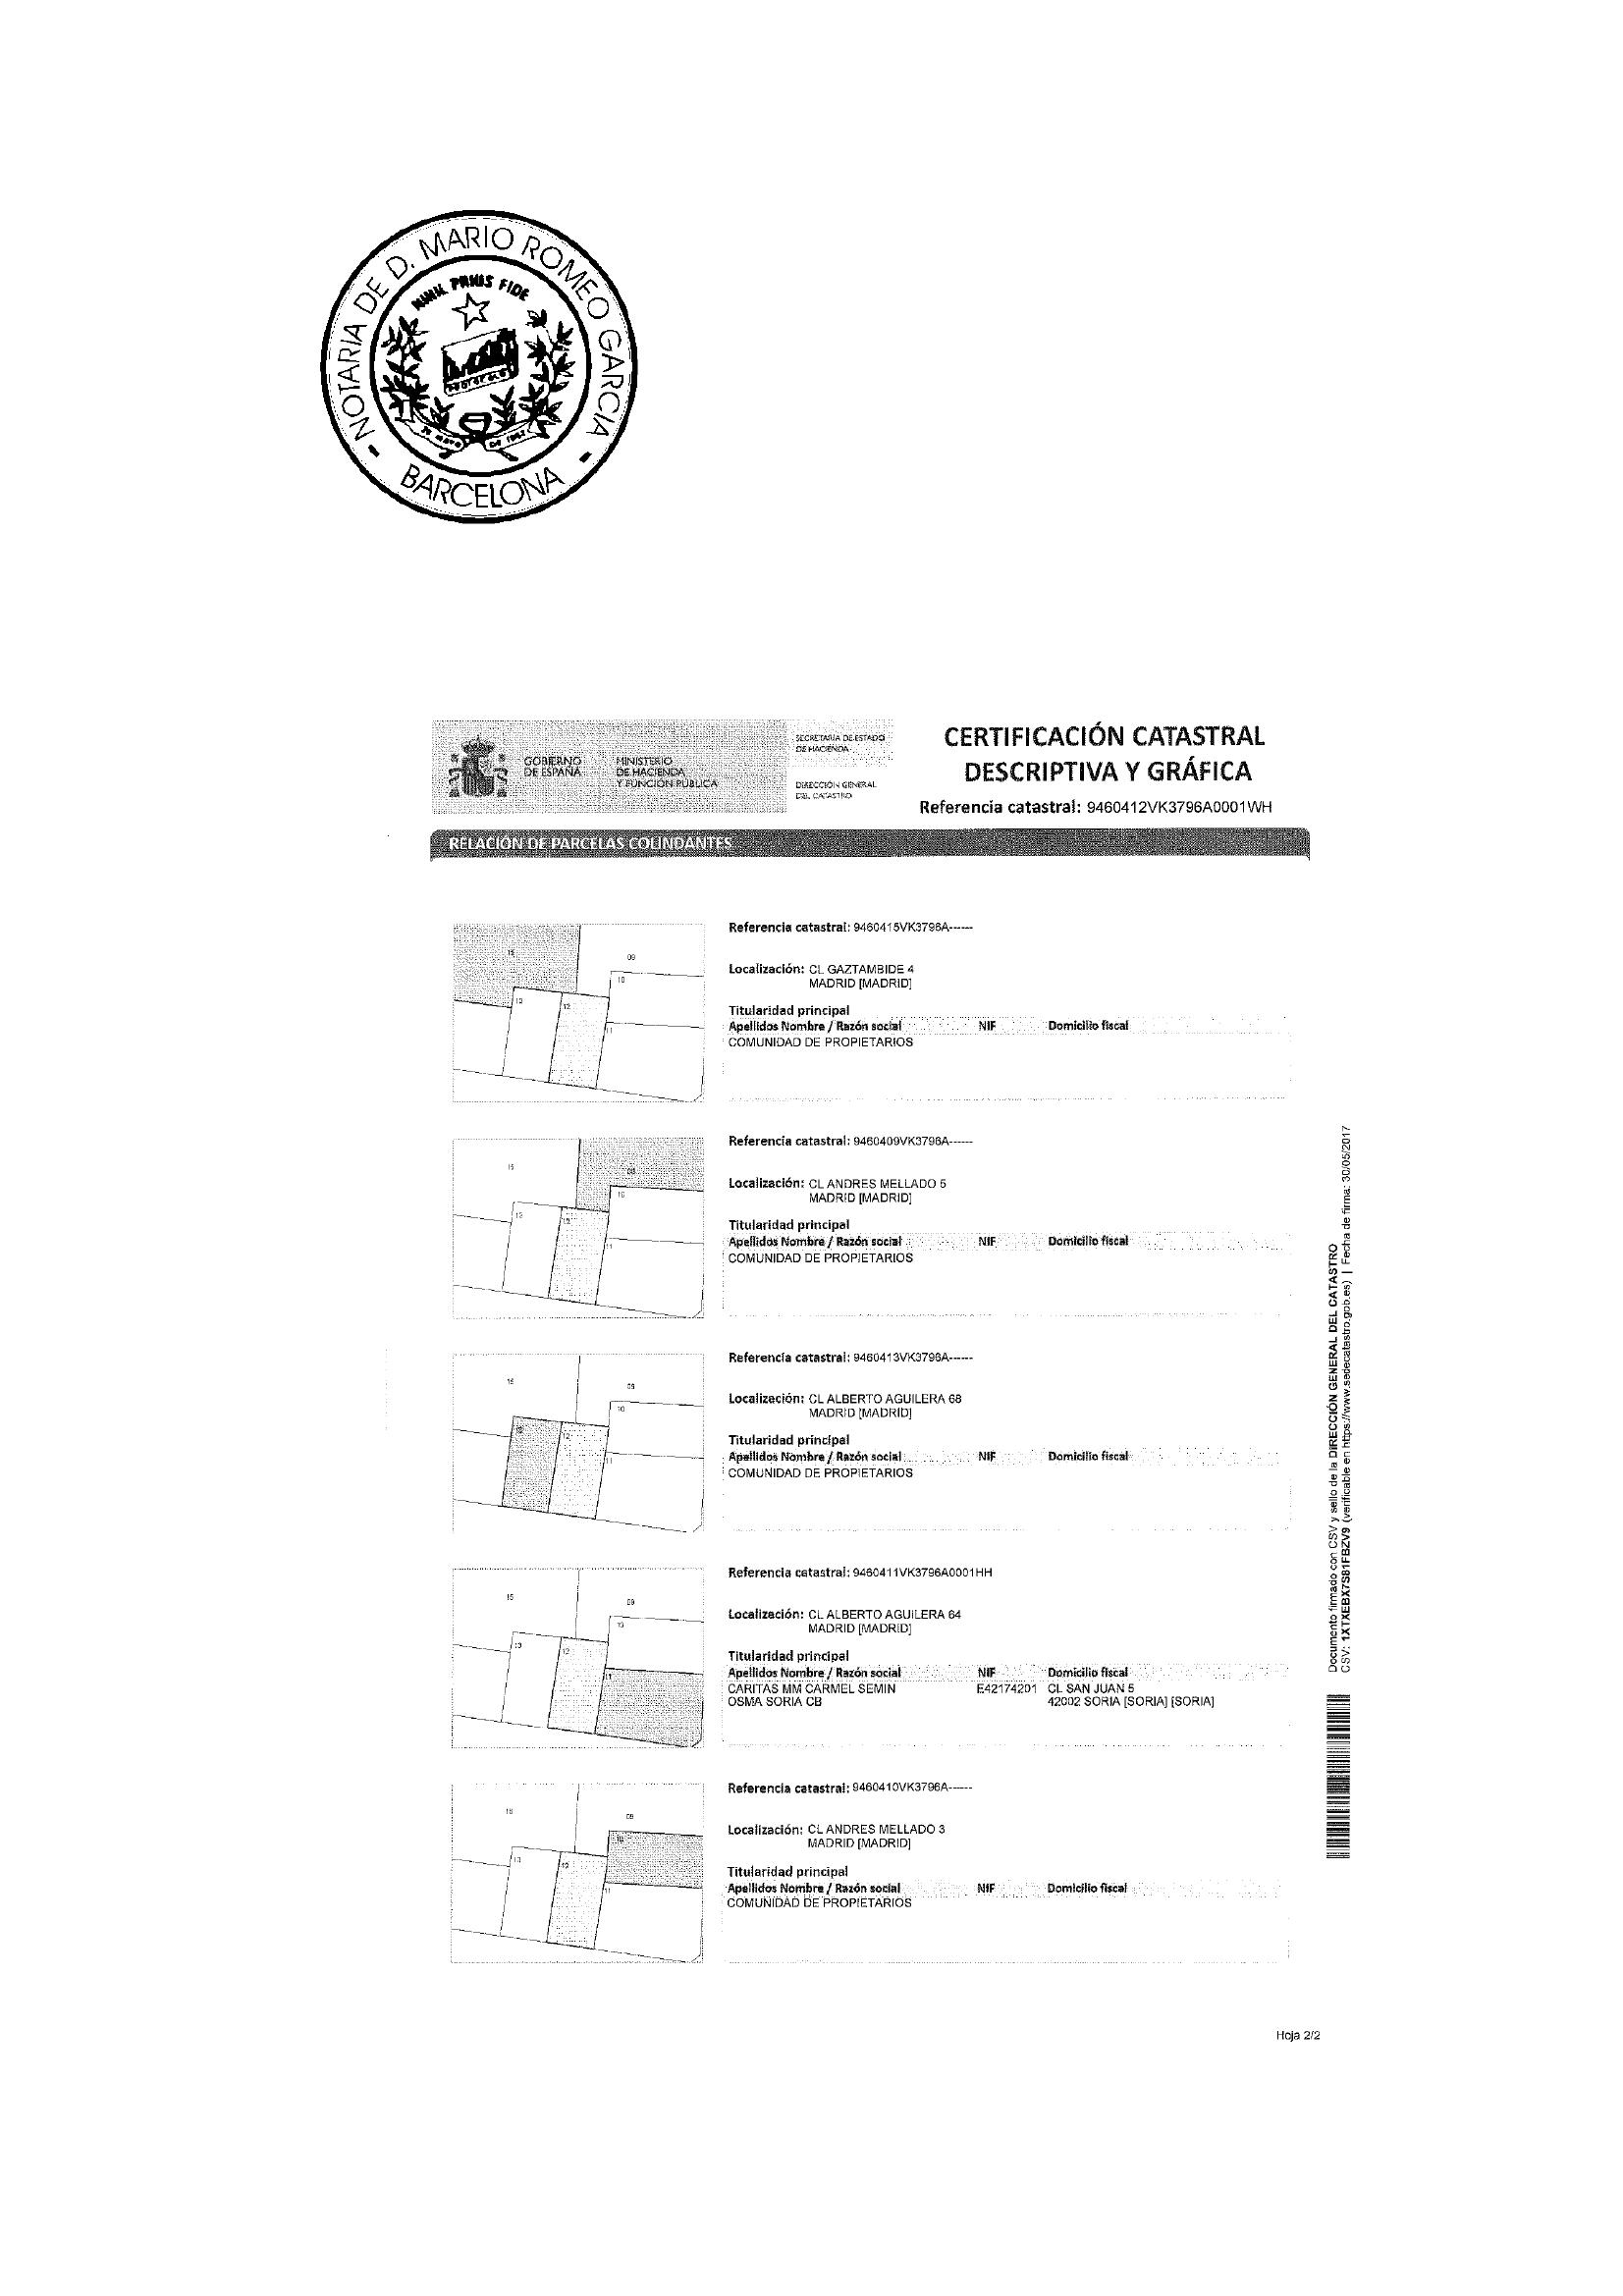 NOTARIA DE D. MARIO ROMEO GARCIA
NIHIL PRIUS FIDE
DE 1862
BARCELONA
GOBIERNO
DE ESPAÑA
MINISTERIO
DE HACIENDA
Y FUNCIÓN PÚBLICA
SECRETARÍA DE ESTADO
DE HACIENDA
DIRECCIÓN GENERAL
DEL CATASTRO
CERTIFICACIÓN CATASTRAL
DESCRIPTIVA Y GRÁFICA
Referencia catastral: 9460412VK3796A0001WH
RELACIÓN DE PARCELAS COLINDANTES
15
09
10
13
12
11
Referencia catastral: 9460415VK3796A------
Localización: CL GAZTAMBIDE 4
MADRID [MADRID]
Titularidad principal
Apellidos Nombre / Razón social NIF Domicilio fiscal
COMUNIDAD DE PROPIETARIOS
15
09
10
13
12
11
Referencia catastral: 9460409VK3796A------
Localización: CL ANDRES MELLADO 5
MADRID [MADRID]
Titularidad principal
Apellidos Nombre / Razón social NIF Domicilio fiscal
COMUNIDAD DE PROPIETARIOS
15
09
10
13
12
11
Referencia catastral: 9460413VK3796A------
Localización: CL ALBERTO AGUILERA 68
MADRID [MADRID]
Titularidad principal
Apellidos Nombre / Razón social NIF Domicilio fiscal
COMUNIDAD DE PROPIETARIOS
15
09
10
13
12
11
Referencia catastral: 9460411VK3796A0001HH
Localización: CL ALBERTO AGUILERA 64
MADRID [MADRID]
Titularidad principal
Apellidos Nombre / Razón social NIF Domicilio fiscal
CARITAS MM CARMEL SEMIN E42174201 CL SAN JUAN 5
OSMA SORIA CB 42002 SORIA [SORIA] [SORIA]
15
09
10
13
12
11
Referencia catastral: 9460410VK3796A------
Localización: CL ANDRES MELLADO 3
MADRID [MADRID]
Titularidad principal
Apellidos Nombre / Razón social NIF Domicilio fiscal
COMUNIDAD DE PROPIETARIOS
Documento firmado con CSV y sello de la DIRECCIÓN GENERAL DEL CATASTRO
CSV: 1XTXEBX7S81FBZV9 (verificable en https://www.sedecatastro.gob.es) | Fecha de firma: 30/05/2017
Hoja 2/2